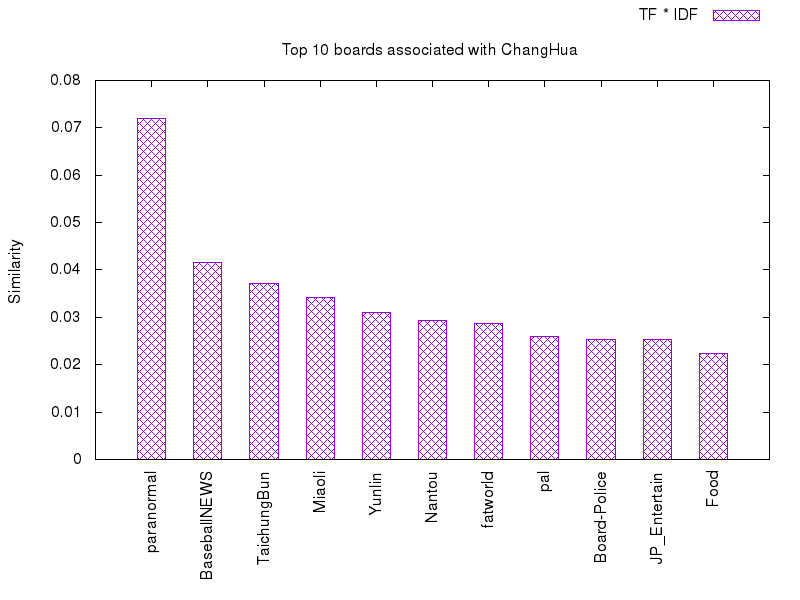 TF * IDF
Top 10 boards associated with ChangHua
0.08
0.07
0.06
0.05
0.04
0.03
0.02
0.01
0
Similarity
paranormal
BaseballNEWS
TaichungBun
Miaoli
Yunlin
Nantou
fatworld
pal
Board-Police
JP_Entertain
Food